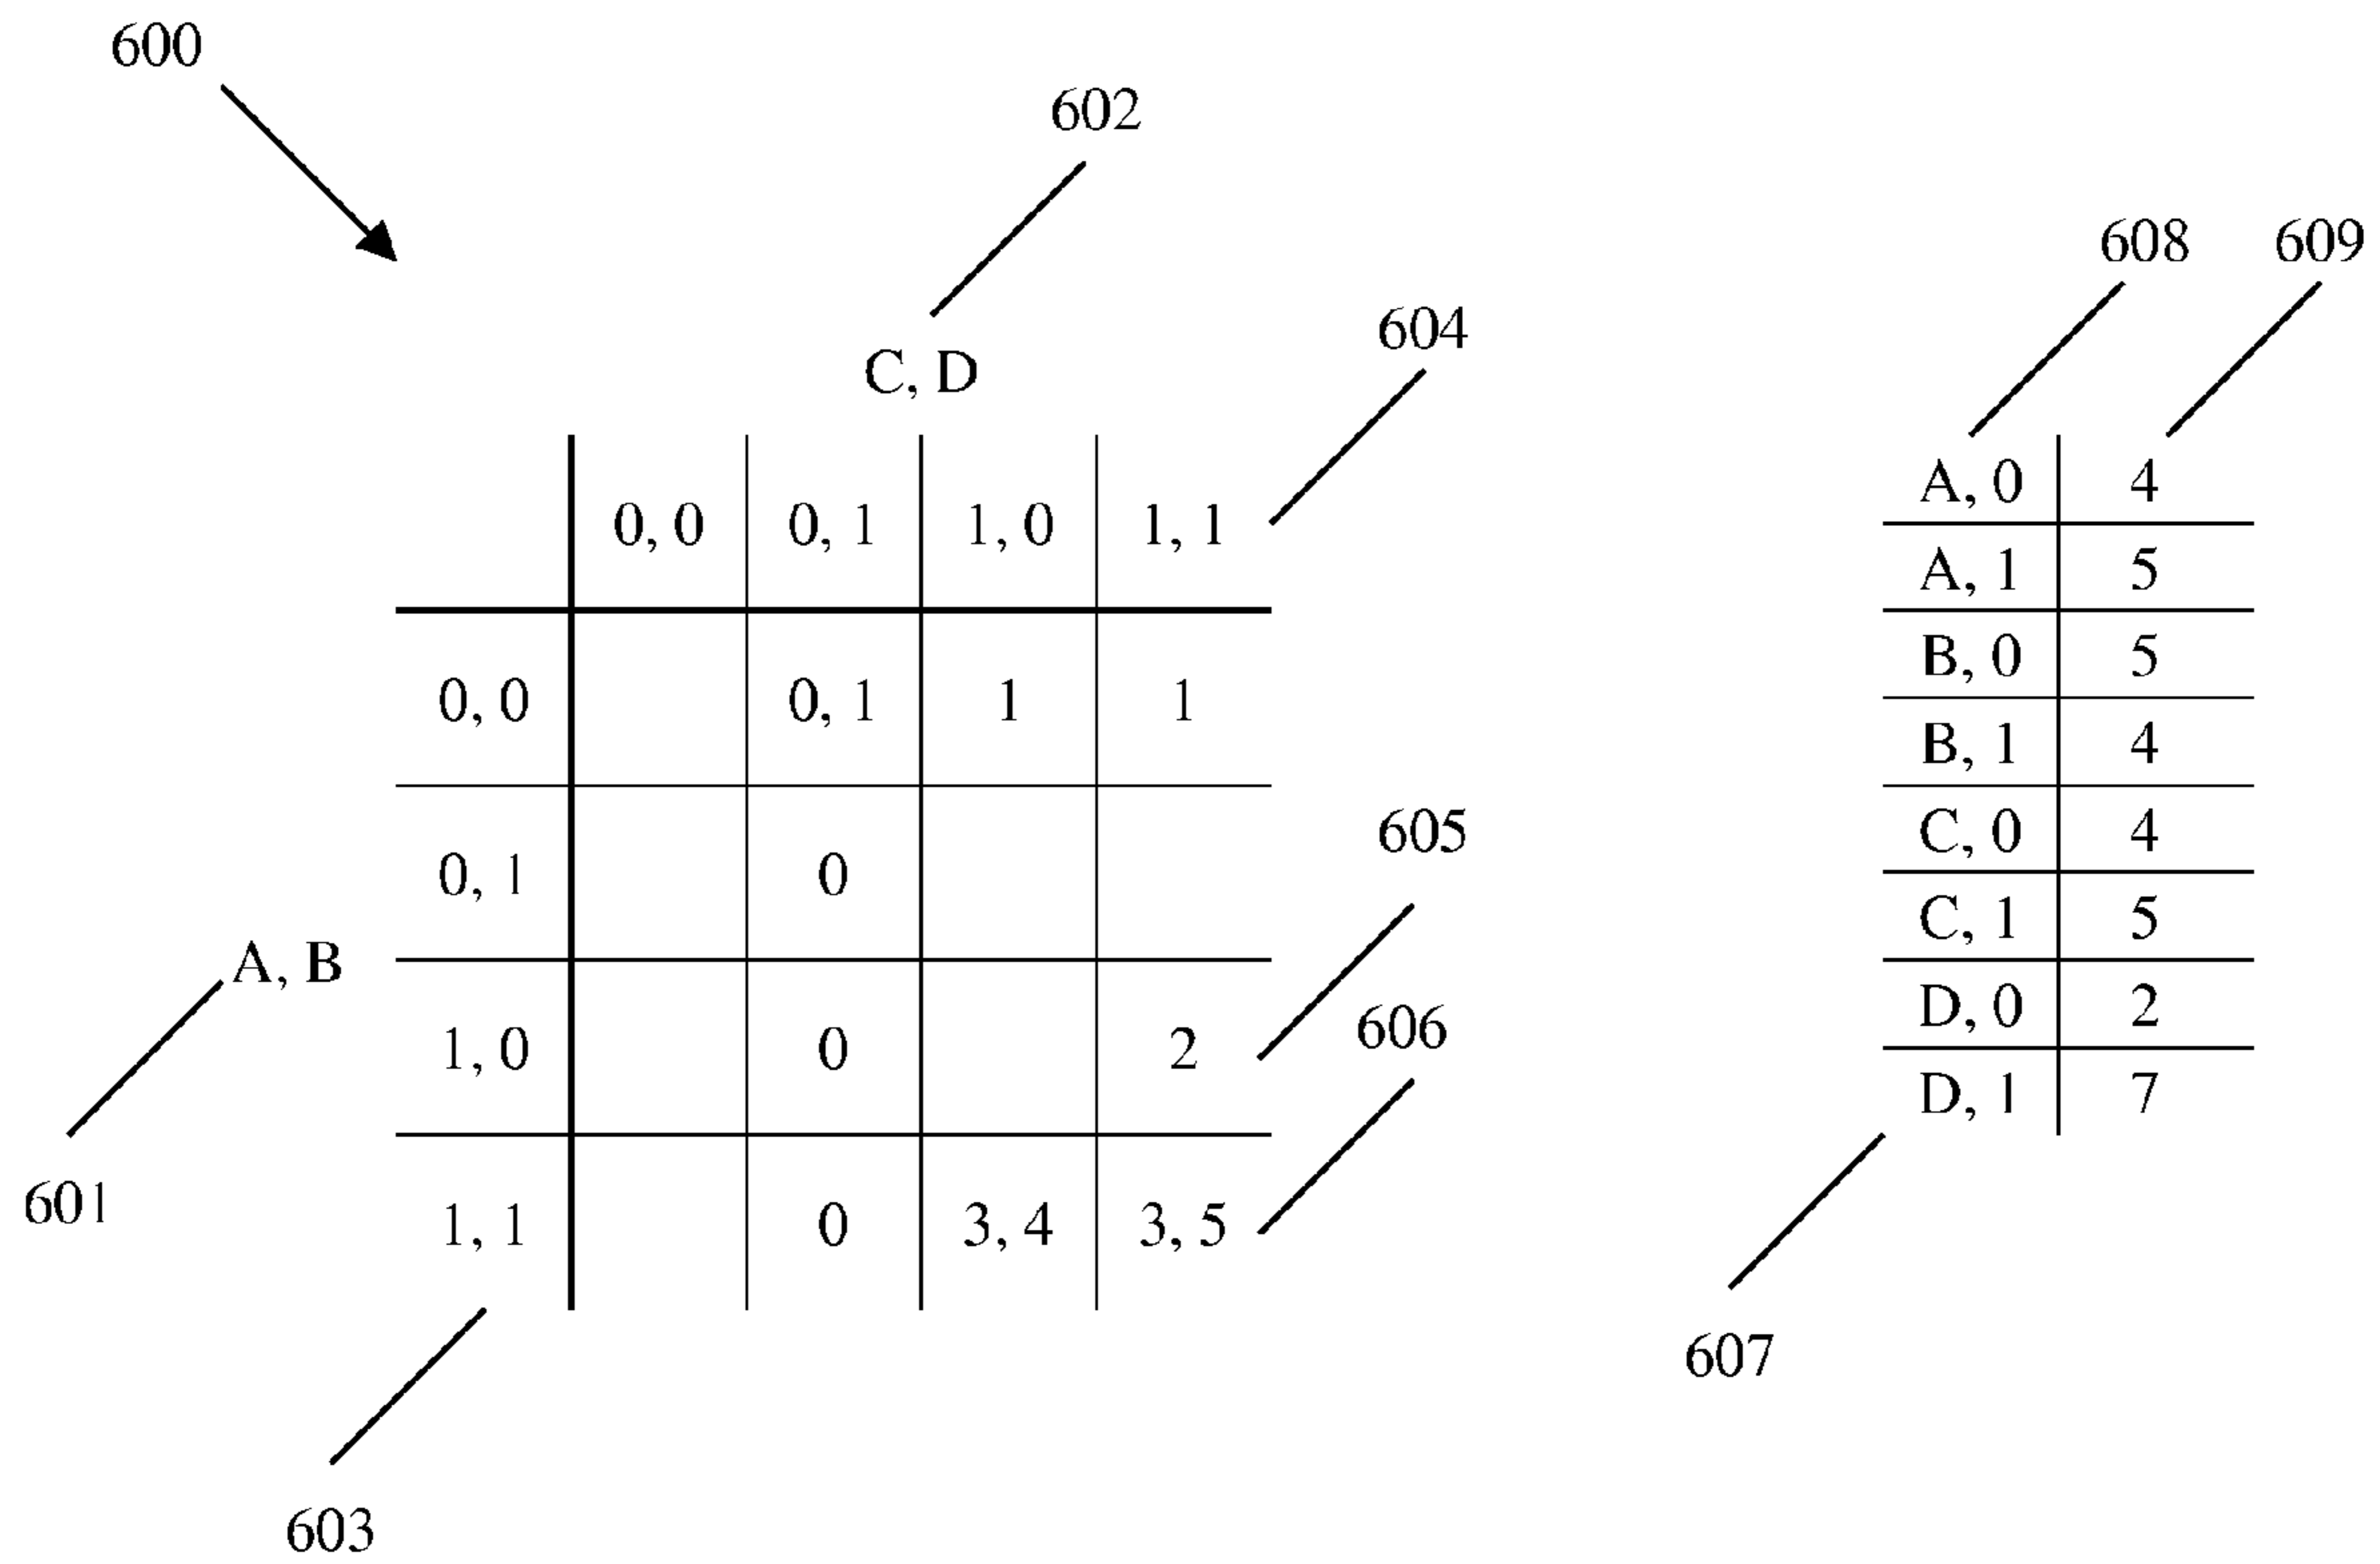 600
602
608 609
604
C, D
0, 0 0, 1 1, 0 1, 1
0, 0 0, 1 1 1
0, 1 0
605
A, B
1, 0 0 2
606
1, 1 0 3, 4 3, 5
601
603
A, 0 4
A, 1 5
B, 0 5
B, 1 4
C, 0 4
C, 1 5
D, 0 2
D, 1 7
607